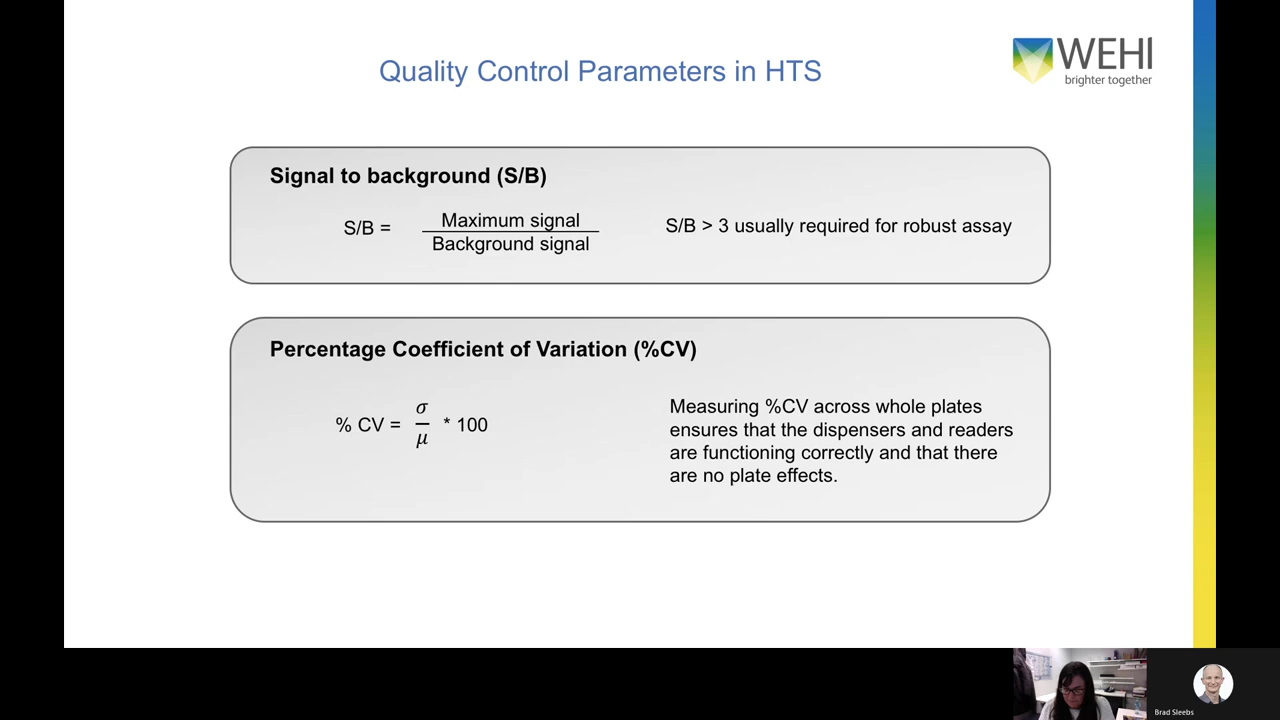 Quality Control Parameters in HTS
WEHI
brighter together
Signal to background (S/B)
S/B = Maximum signal
Background signal
S/B > 3 usually required for robust assay
Percentage Coefficient of Variation (%CV)
% CV = σ/μ * 100
Measuring %CV across whole plates
ensures that the dispensers and readers
are functioning correctly and that there
are no plate effects.
Brad Sleebs